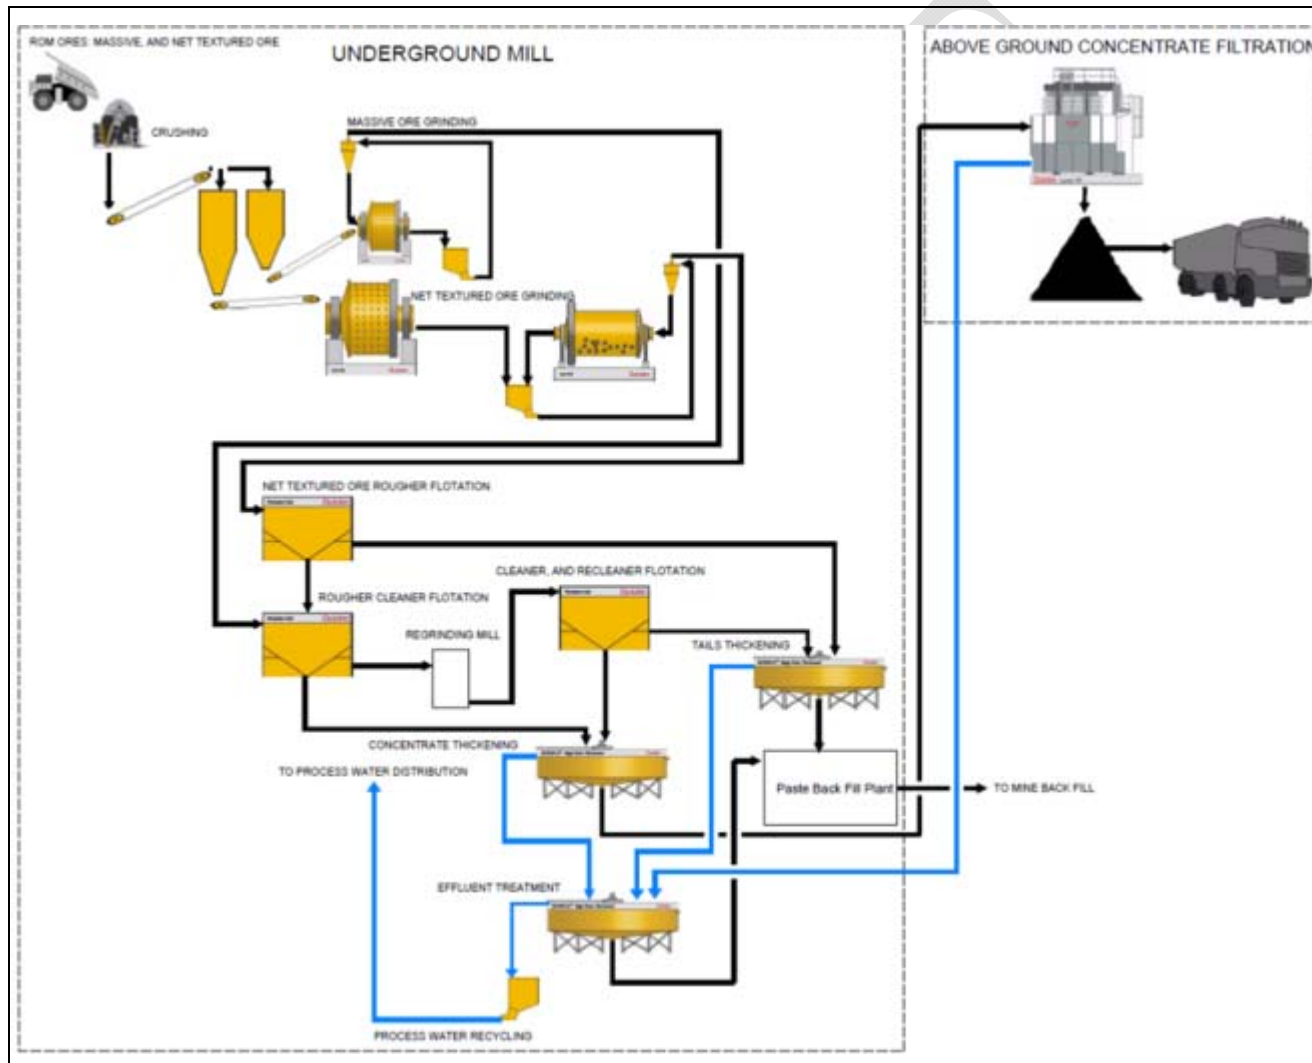 ROM ORES: MASSIVE, AND NET TEXTURED ORE
UNDERGROUND MILL
ABOVE GROUND CONCENTRATE FILTRATION
CRUSHING
MASSIVE ORE GRINDING
NET TEXTURED ORE GRINDING
NET TEXTURED ORE ROUGHER FLOTATION
CLEANER, AND RECLEANER FLOTATION
ROUGHER CLEANER FLOTATION
REGRINDING MILL
TAILS THICKENING
CONCENTRATE THICKENING
TO PROCESS WATER DISTRIBUTION
Paste Back Fill Plant
TO MINE BACK FILL
EFFLUENT TREATMENT
PROCESS WATER RECYCLING